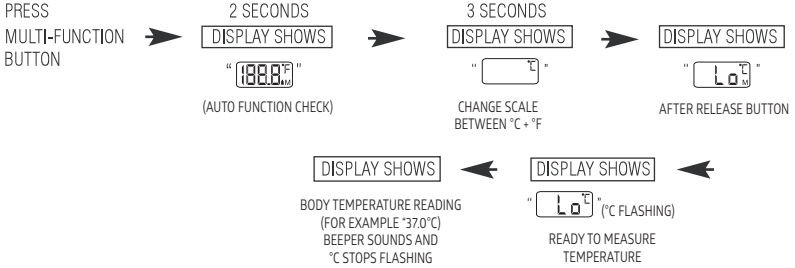 PRESS
MULTI-FUNCTION
BUTTON
2 SECONDS
DISPLAY SHOWS
"188.8°F M"
(AUTO FUNCTION CHECK)
3 SECONDS
DISPLAY SHOWS
"°C"
CHANGE SCALE
BETWEEN °C + °F
DISPLAY SHOWS
"Lo°C M"
AFTER RELEASE BUTTON
DISPLAY SHOWS
"Lo°C" (°C FLASHING)
READY TO MEASURE
TEMPERATURE
DISPLAY SHOWS
BODY TEMPERATURE READING
(FOR EXAMPLE "37.0°C)
BEEPER SOUNDS AND
°C STOPS FLASHING